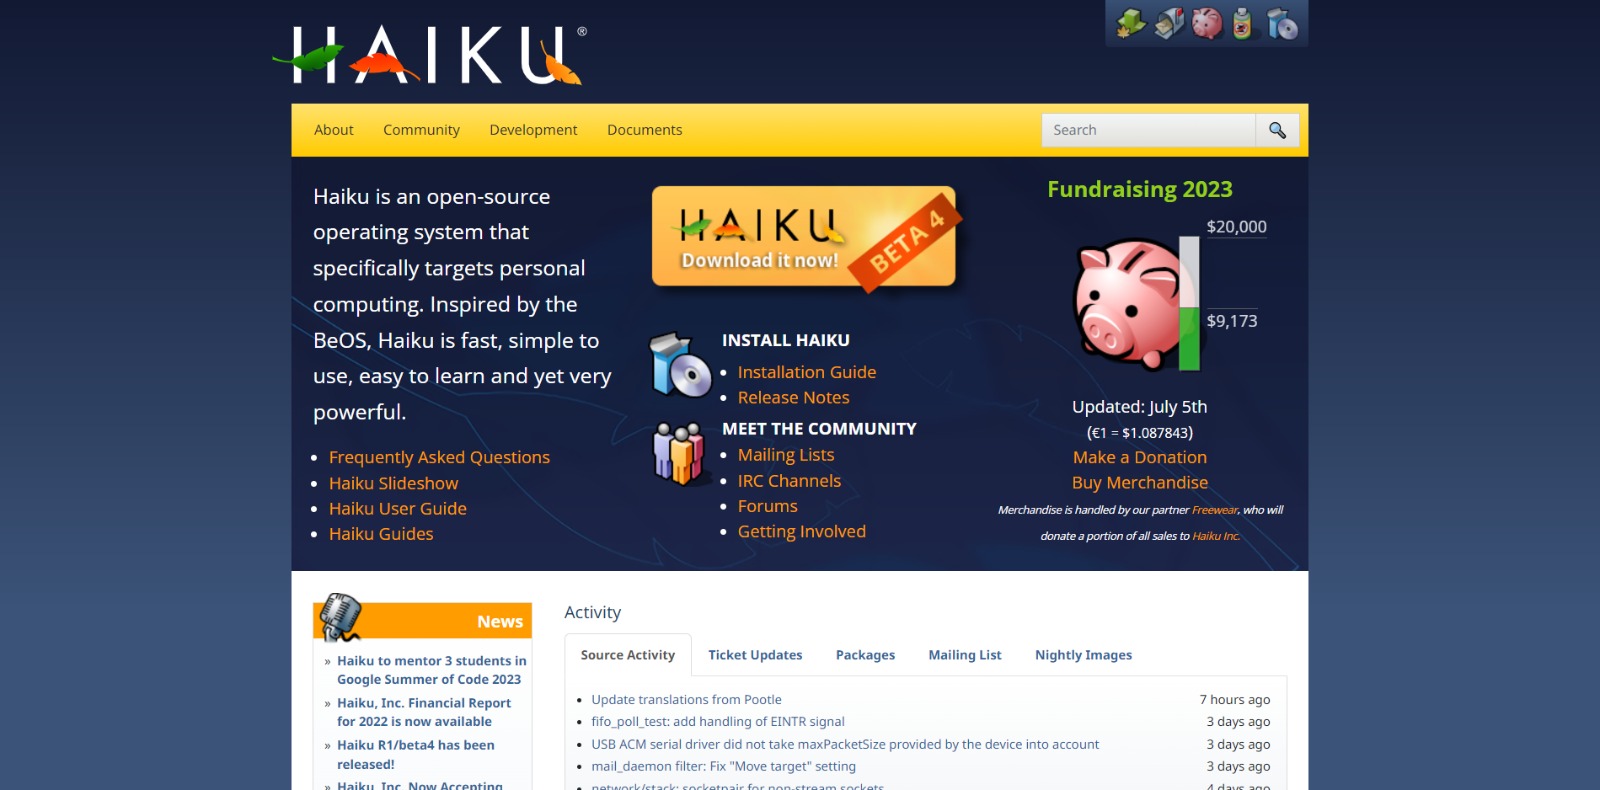 HAIKU®
About Community Development Documents
Search
Haiku is an open-source
operating system that
specifically targets personal
computing. Inspired by the
BeOS, Haiku is fast, simple to
use, easy to learn and yet very
powerful.
Frequently Asked Questions
Haiku Slideshow
Haiku User Guide
Haiku Guides
HAIKU
Download it now!
BETA 4
INSTALL HAIKU
Installation Guide
Release Notes
MEET THE COMMUNITY
Mailing Lists
IRC Channels
Forums
Getting Involved
Fundraising 2023
$20,000
$9,173
Updated: July 5th
(€1 = $1.087843)
Make a Donation
Buy Merchandise
Merchandise is handled by our partner Freewear, who will
donate a portion of all sales to Haiku Inc.
News
» Haiku to mentor 3 students in
Google Summer of Code 2023
» Haiku, Inc. Financial Report
for 2022 is now available
» Haiku R1/beta4 has been
released!
Haiku, Inc. Now Accepting
Activity
Source Activity Ticket Updates Packages Mailing List Nightly Images
Update translations from Pootle 7 hours ago
fifo_poll_test: add handling of EINTR signal 3 days ago
USB ACM serial driver did not take maxPacketSize provided by the device into account 3 days ago
mail_daemon filter: Fix "Move target" setting 3 days ago
network/stack: socketpair for non-stream sockets 4 days ago